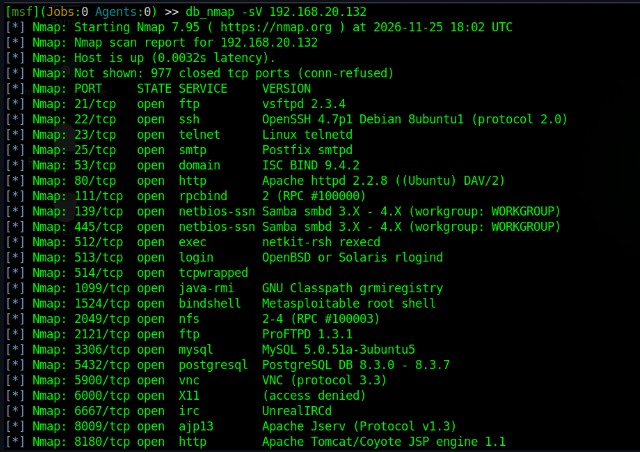 [msf](Jobs:0 Agents:0) >> db_nmap -sV 192.168.20.132
[*] Nmap: Starting Nmap 7.95 ( https://nmap.org ) at 2026-11-25 18:02 UTC
[*] Nmap: Nmap scan report for 192.168.20.132
[*] Nmap: Host is up (0.0032s latency).
[*] Nmap: Not shown: 977 closed tcp ports (conn-refused)
[*] Nmap: PORT     STATE SERVICE     VERSION
[*] Nmap: 21/tcp   open  ftp         vsftpd 2.3.4
[*] Nmap: 22/tcp   open  ssh         OpenSSH 4.7p1 Debian 8ubuntu1 (protocol 2.0)
[*] Nmap: 23/tcp   open  telnet      Linux telnetd
[*] Nmap: 25/tcp   open  smtp        Postfix smtpd
[*] Nmap: 53/tcp   open  domain      ISC BIND 9.4.2
[*] Nmap: 80/tcp   open  http        Apache httpd 2.2.8 ((Ubuntu) DAV/2)
[*] Nmap: 111/tcp  open  rpcbind     2 (RPC #100000)
[*] Nmap: 139/tcp  open  netbios-ssn Samba smbd 3.X - 4.X (workgroup: WORKGROUP)
[*] Nmap: 445/tcp  open  netbios-ssn Samba smbd 3.X - 4.X (workgroup: WORKGROUP)
[*] Nmap: 512/tcp  open  exec        netkit-rsh rexecd
[*] Nmap: 513/tcp  open  login       OpenBSD or Solaris rlogind
[*] Nmap: 514/tcp  open  tcpwrapped
[*] Nmap: 1099/tcp open  java-rmi    GNU Classpath grmiregistry
[*] Nmap: 1524/tcp open  bindshell   Metasploitable root shell
[*] Nmap: 2049/tcp open  nfs         2-4 (RPC #100003)
[*] Nmap: 2121/tcp open  ftp         ProFTPD 1.3.1
[*] Nmap: 3306/tcp open  mysql       MySQL 5.0.51a-3ubuntu5
[*] Nmap: 5432/tcp open  postgresql  PostgreSQL DB 8.3.0 - 8.3.7
[*] Nmap: 5900/tcp open  vnc         VNC (protocol 3.3)
[*] Nmap: 6000/tcp open  X11         (access denied)
[*] Nmap: 6667/tcp open  irc         UnrealIRCd
[*] Nmap: 8009/tcp open  ajp13       Apache Jserv (Protocol v1.3)
[*] Nmap: 8180/tcp open  http        Apache Tomcat/Coyote JSP engine 1.1